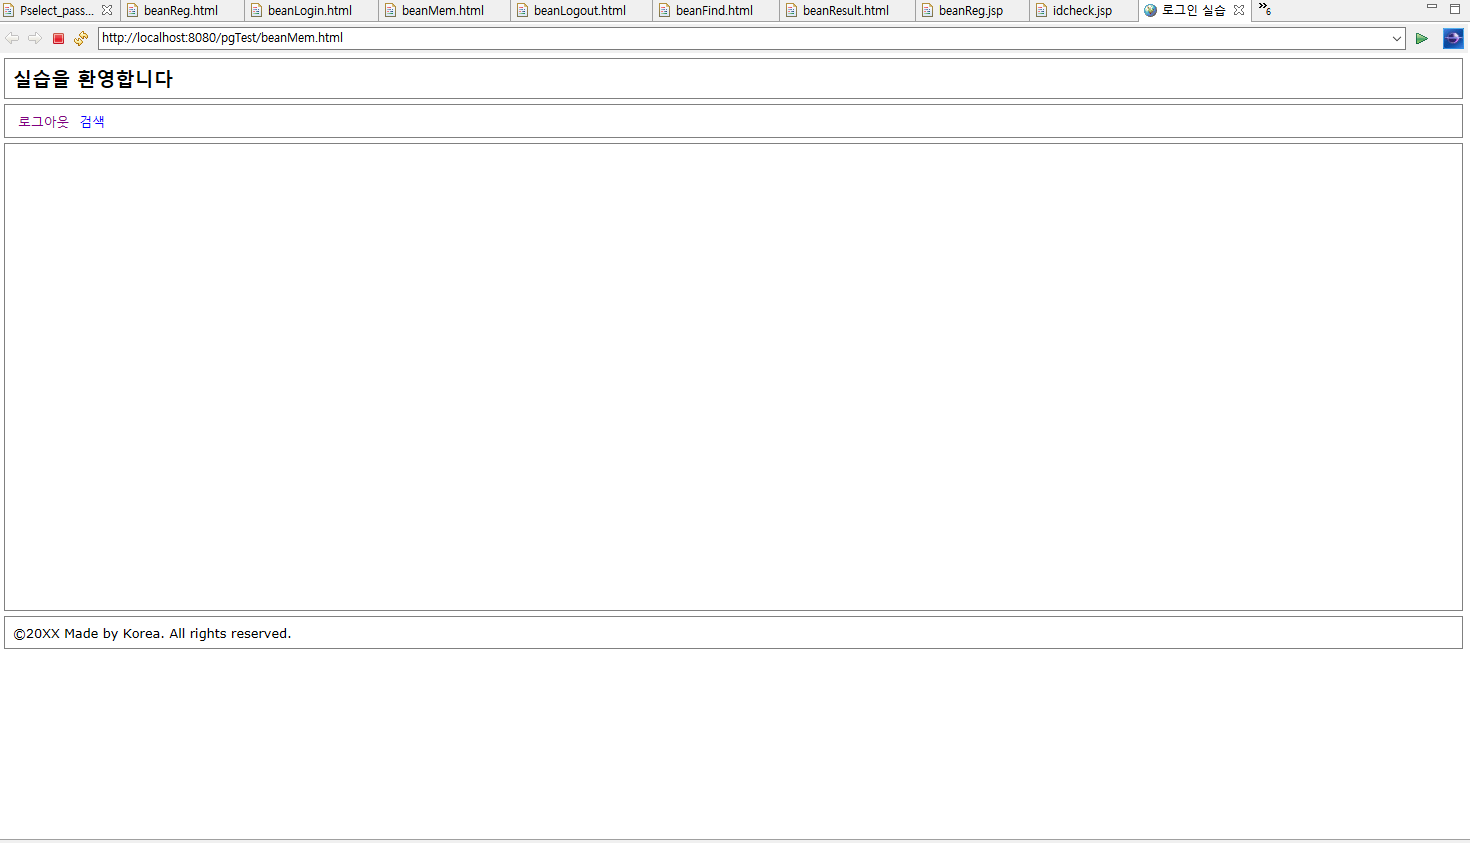 Pselect_pass... beanReg.html beanLogin.html beanMem.html beanLogout.html beanFind.html beanResult.html beanReg.jsp idcheck.jsp 로그인 실습 »6
http://localhost:8080/pgTest/beanMem.html
실습을 환영합니다
로그아웃 검색
©20XX Made by Korea. All rights reserved.